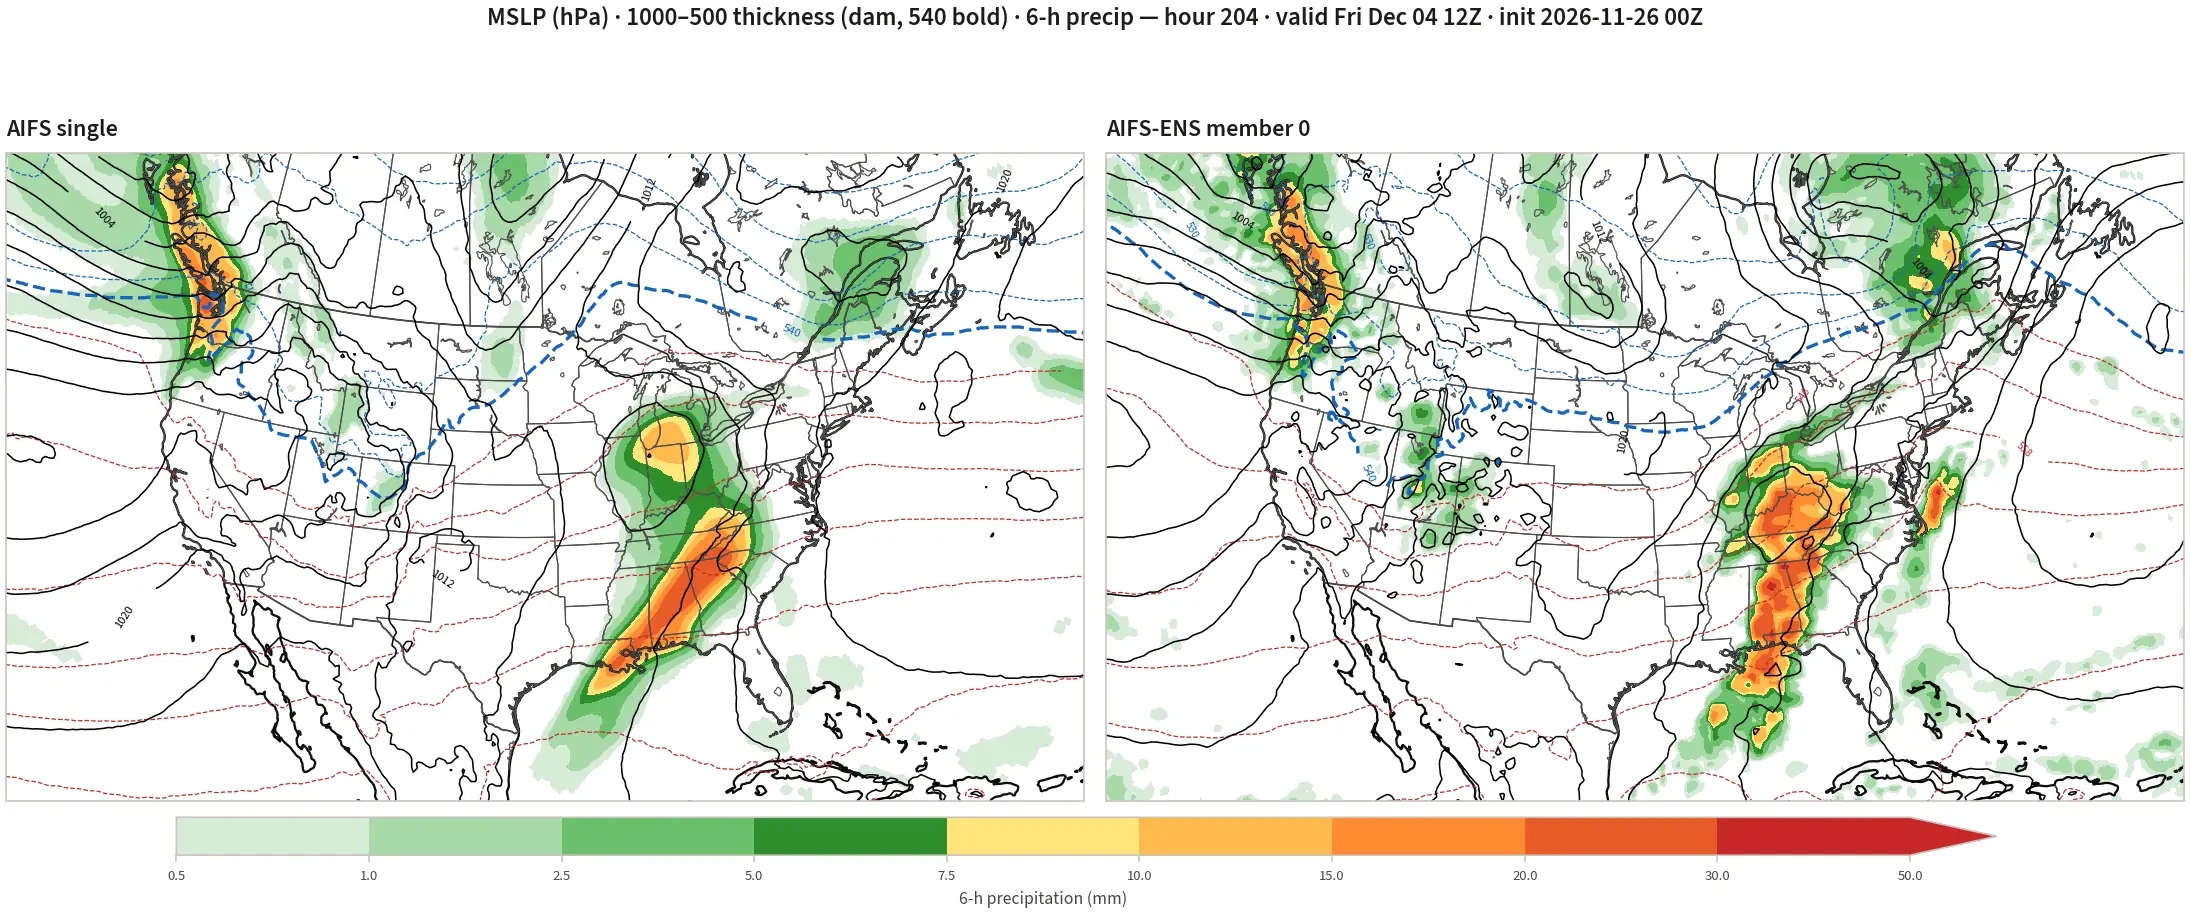 MSLP (hPa) · 1000–500 thickness (dam, 540 bold) · 6-h precip — hour 204 · valid Fri Dec 04 12Z · init 2026-11-26 00Z
AIFS single
AIFS-ENS member 0
1004
1012
1020
540
1012
1020
1004
530
1012
1004
1020
540
558
0.5 1.0 2.5 5.0 7.5 10.0 15.0 20.0 30.0 50.0
6-h precipitation (mm)